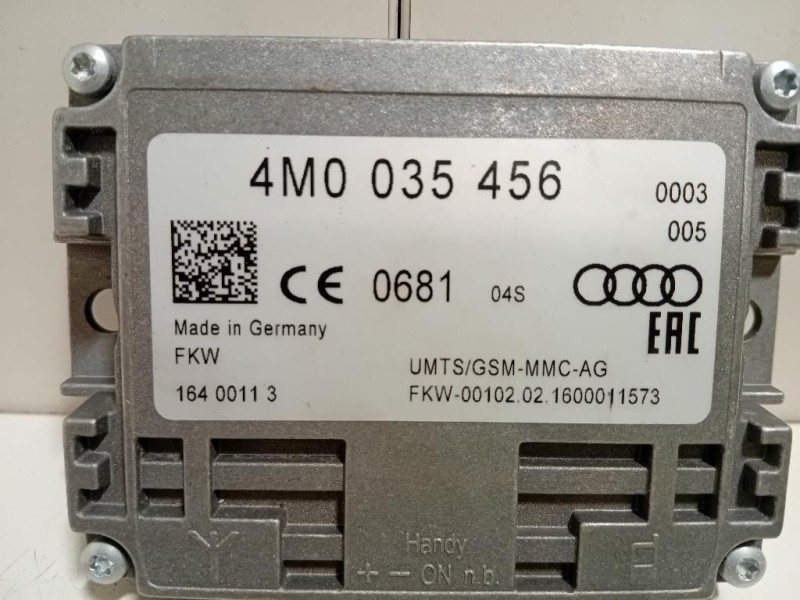 4M0 035 456
0003
005
CE 0681 04S
EAC
Made in Germany
FKW
UMTS/GSM-MMC-AG
164 0011 3
FKW-00102.02.1600011573
Handy
+ – ON n.b.